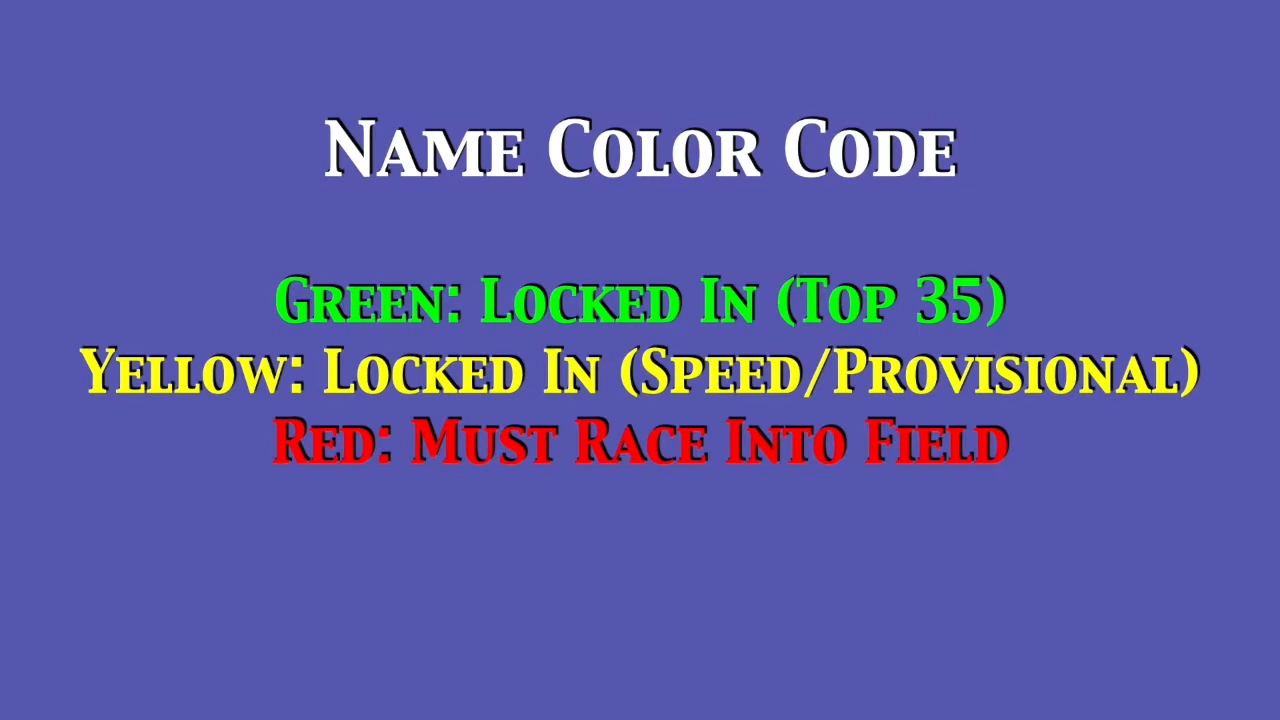 Name Color Code
Green: Locked In (Top 35)
Yellow: Locked In (Speed/Provisional)
Red: Must Race Into Field